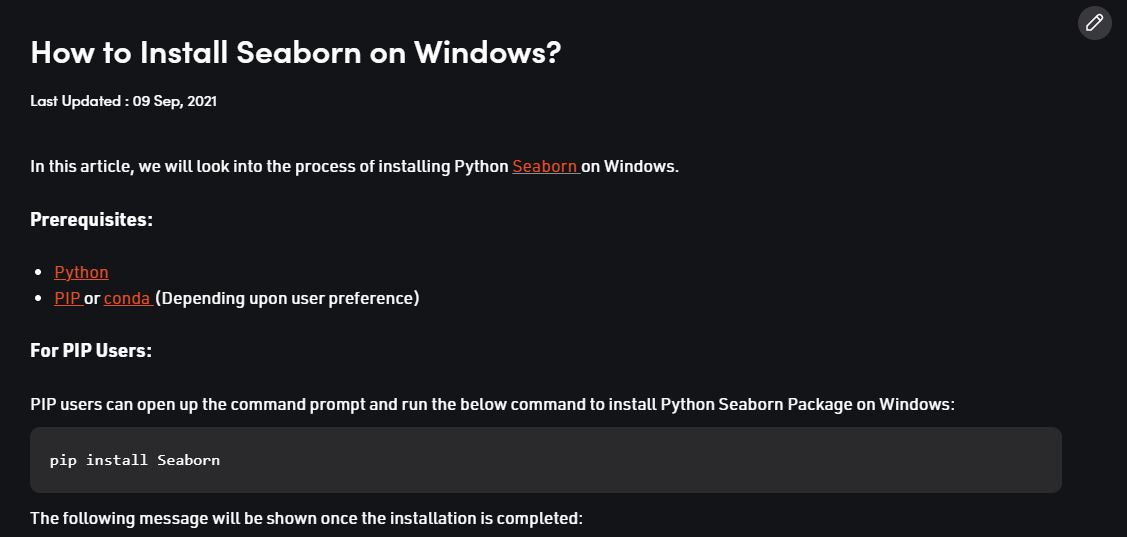 How to Install Seaborn on Windows?
Last Updated : 09 Sep, 2021
In this article, we will look into the process of installing Python Seaborn on Windows.
Prerequisites:
• Python
• PIP or conda (Depending upon user preference)
For PIP Users:
PIP users can open up the command prompt and run the below command to install Python Seaborn Package on Windows:
pip install Seaborn
The following message will be shown once the installation is completed: